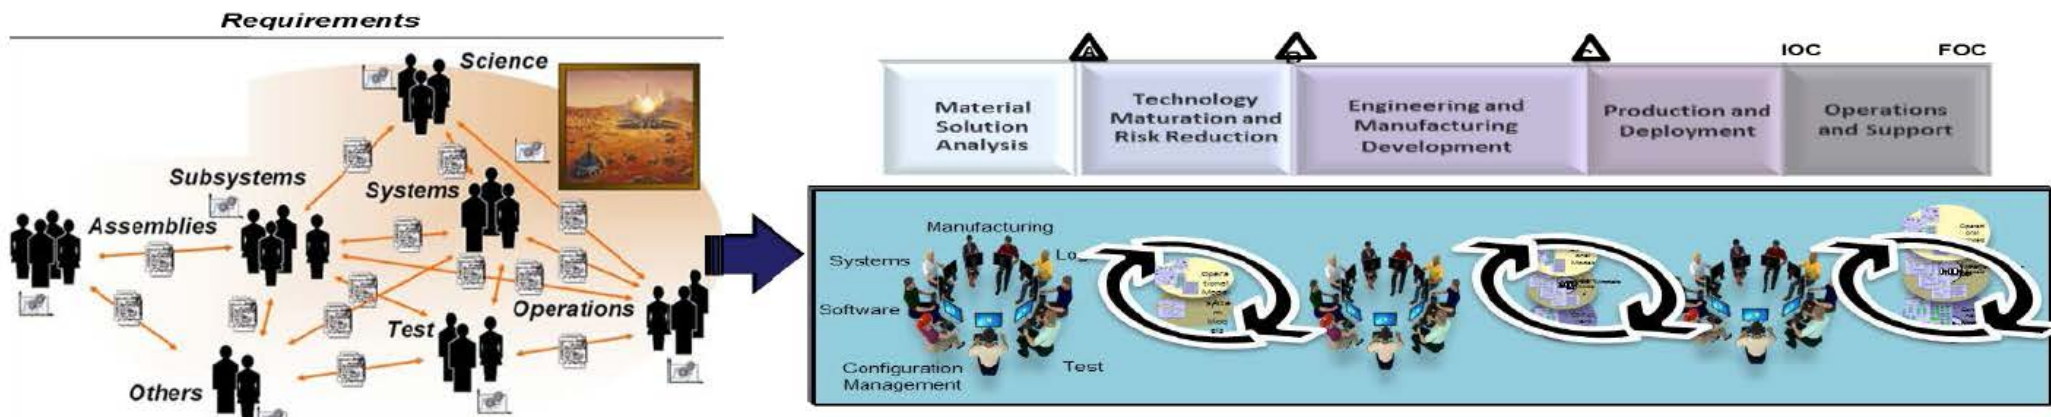 Requirements
Science
Subsystems
Systems
Assemblies
Operations
Test
Others
A
IOC
FOC
Material
Solution
Analysis
Technology
Maturation and
Risk Reduction
Engineering and
Manufacturing
Development
Production and
Deployment
Operations
and Support
Manufacturing
Systems
Software
Configuration
Management
Test